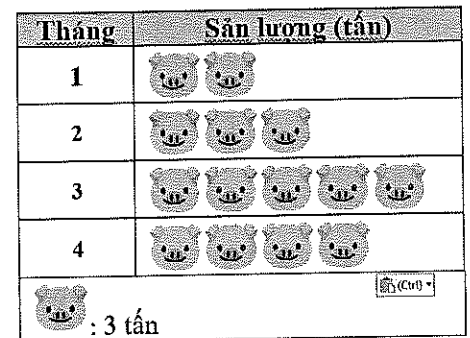 Tháng Sản lượng (tấn)
1
2
3
4
(Ctrl)
: 3 tấn